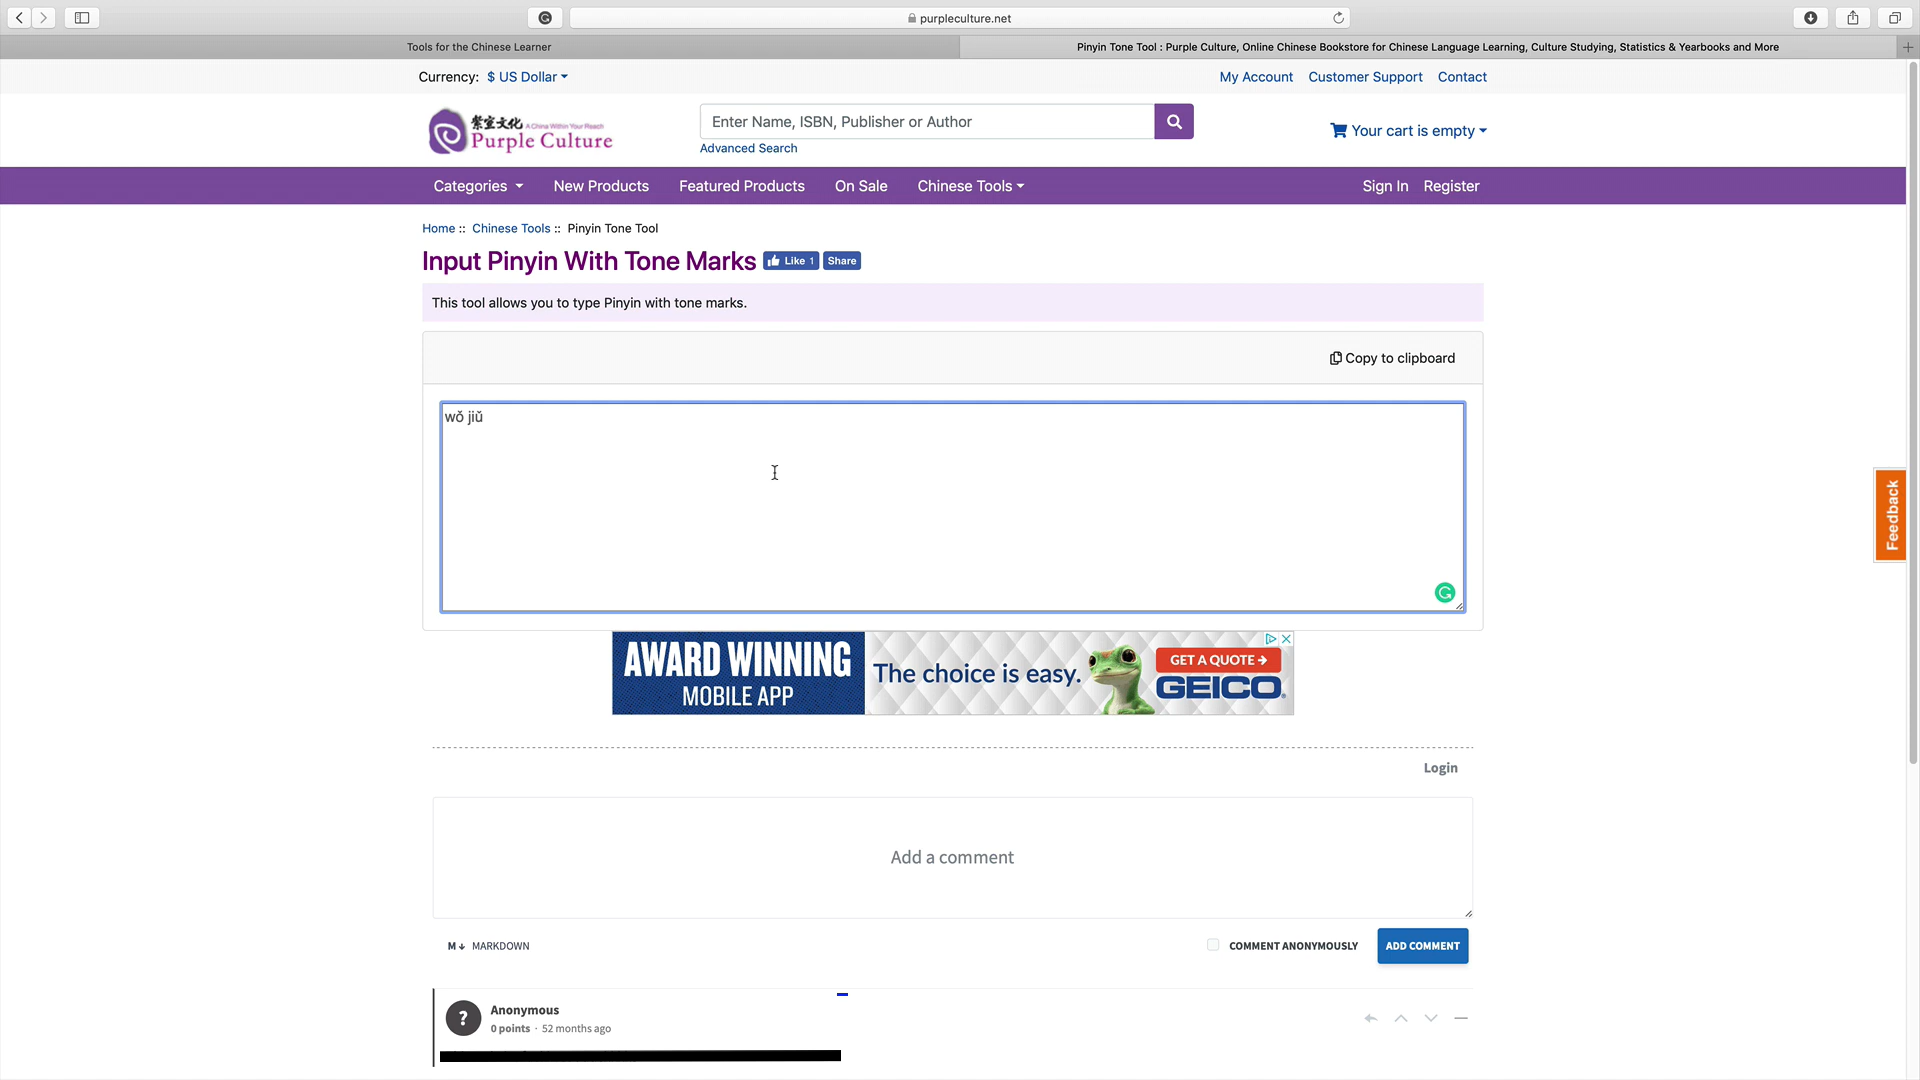 purpleculture.net
Tools for the Chinese Learner
Pinyin Tone Tool : Purple Culture, Online Chinese Bookstore for Chinese Language Learning, Culture Studying, Statistics & Yearbooks and More
Currency: $ US Dollar
My Account Customer Support Contact
紫室文化 A China Within Your Reach
Purple Culture
Enter Name, ISBN, Publisher or Author
Advanced Search
Your cart is empty
Categories New Products Featured Products On Sale Chinese Tools Sign In Register
Home :: Chinese Tools :: Pinyin Tone Tool
Input Pinyin With Tone Marks Like 1 Share
This tool allows you to type Pinyin with tone marks.
Copy to clipboard
wǒ jiǔ
Feedback
AWARD WINNING
MOBILE APP
The choice is easy.
GET A QUOTE
GEICO
Login
Add a comment
M MARKDOWN
COMMENT ANONYMOUSLY
ADD COMMENT
? Anonymous
0 points · 52 months ago